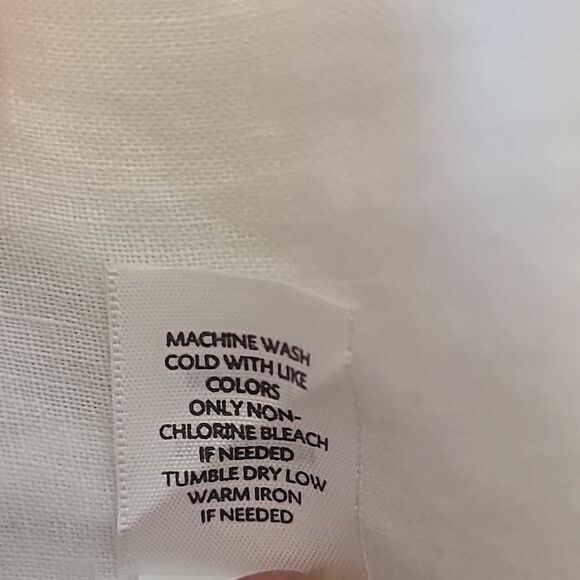 MACHINE WASH
COLD WITH LIKE
COLORS
ONLY NON-
CHLORINE BLEACH
IF NEEDED
TUMBLE DRY LOW
WARM IRON
IF NEEDED